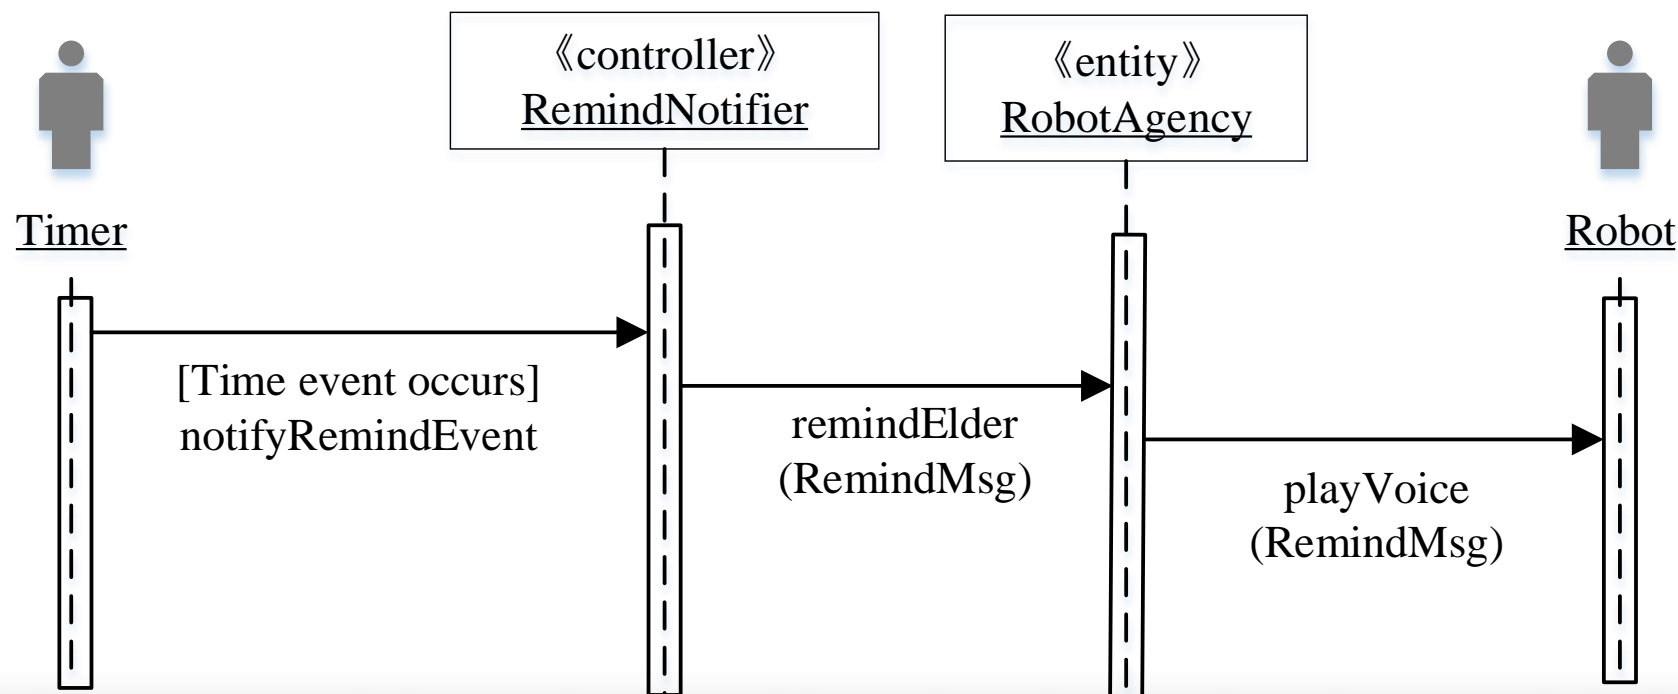 《controller》
RemindNotifier
《entity》
RobotAgency
Timer
Robot
[Time event occurs]
notifyRemindEvent
remindElder
(RemindMsg)
playVoice
(RemindMsg)